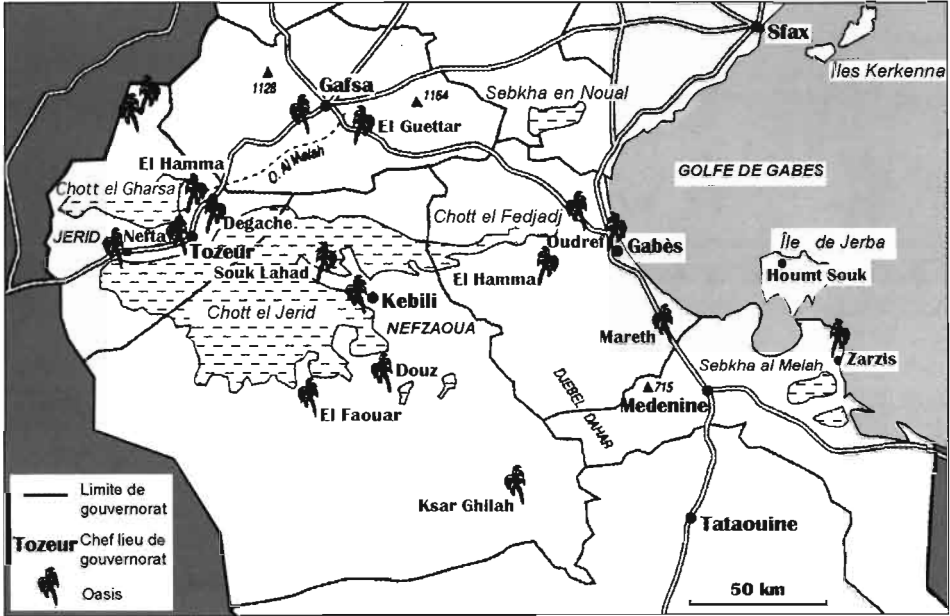 Sfax
Îles Kerkenna
1128
Gafsa
1164
Sebkha en Noual
El Guettar
O. Al Melah
El Hamma
Chott el Gharsa
GOLFE DE GABES
Degache
Chott el Fedjadj
JERID
Nefta
Tozeur
Oudref
Gabès
Île de Jerba
Houmt Souk
Souk Lahad
El Hamma
Kebili
Chott el Jerid
NEFZAOUA
Mareth
Zarzis
Sebkha al Melah
Douz
715
El Faouar
DJEBEL
DAHAR
Medenine
Ksar Ghilah
Tataouine
Limite de
gouvernorat
Tozeur Chef lieu de
gouvernorat
Oasis
50 km